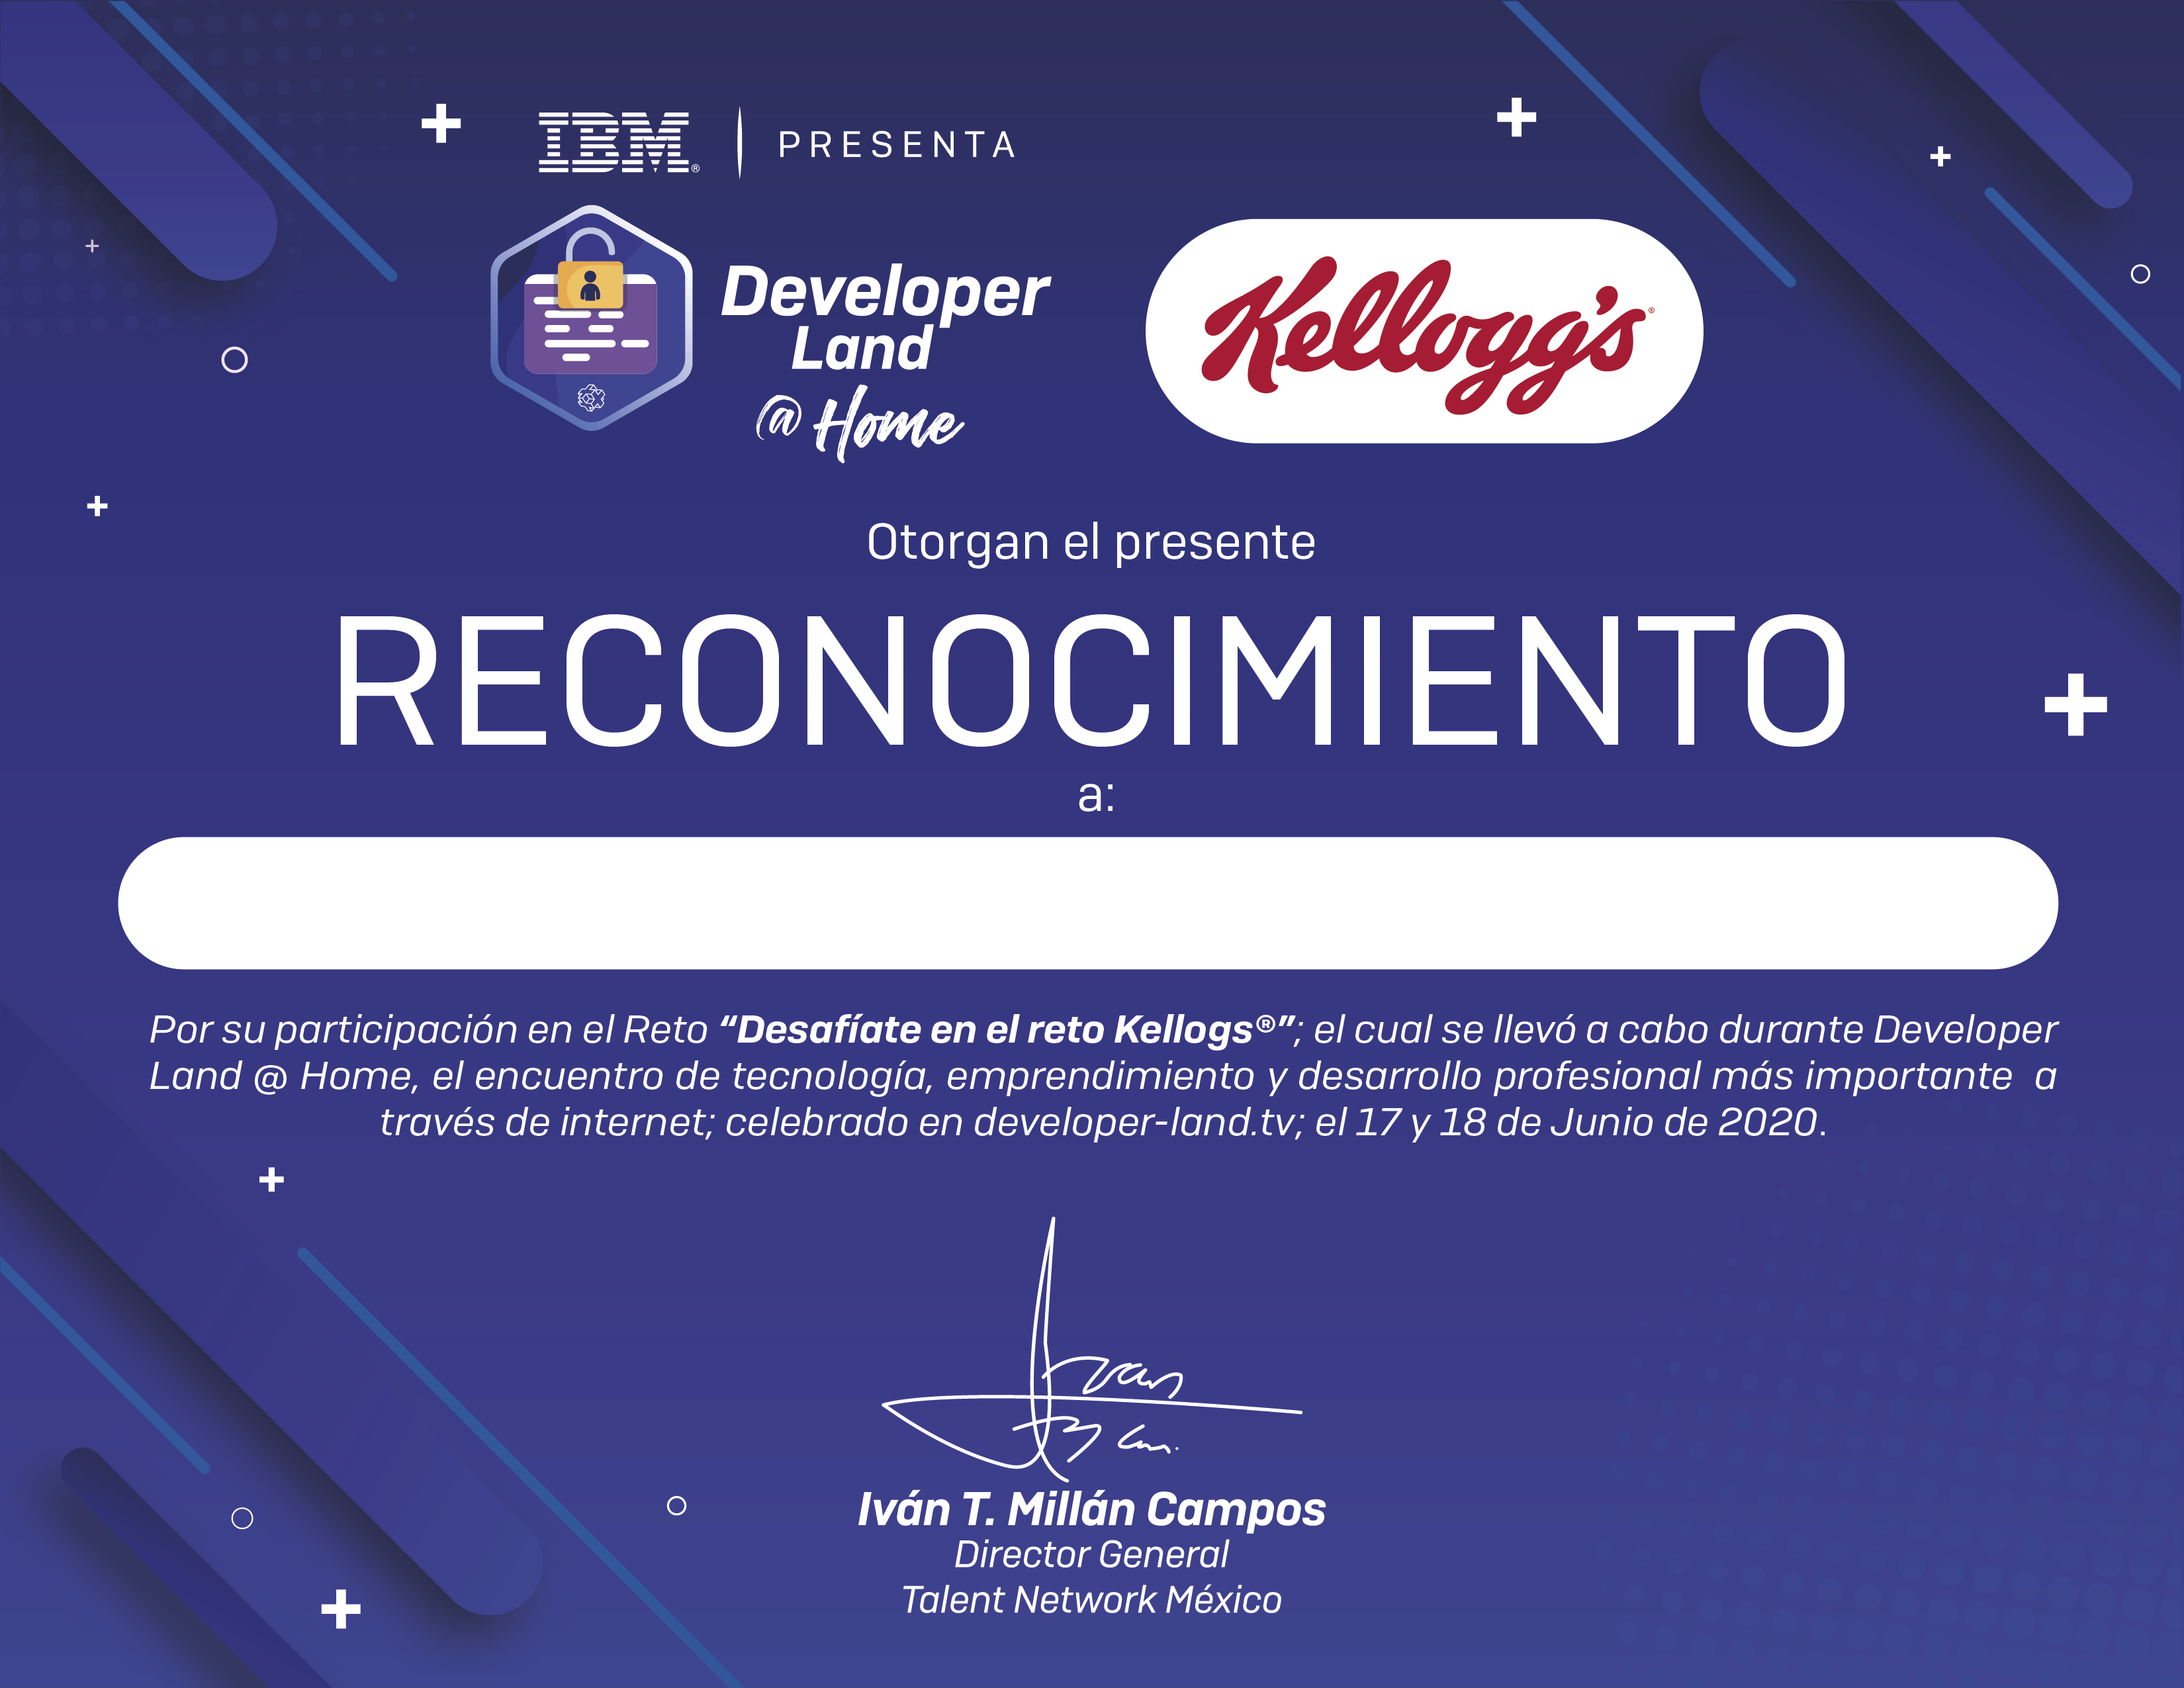 IBM® | PRESENTA
Developer
Land
@ Home
Kellogg's®
Otorgan el presente
RECONOCIMIENTO
a:
Por su participación en el Reto “Desafíate en el reto Kellogs®”; el cual se llevó a cabo durante Developer
Land @ Home, el encuentro de tecnología, emprendimiento y desarrollo profesional más importante a
través de internet; celebrado en developer-land.tv; el 17 y 18 de Junio de 2020.
Iván T. Millán Campos
Director General
Talent Network México